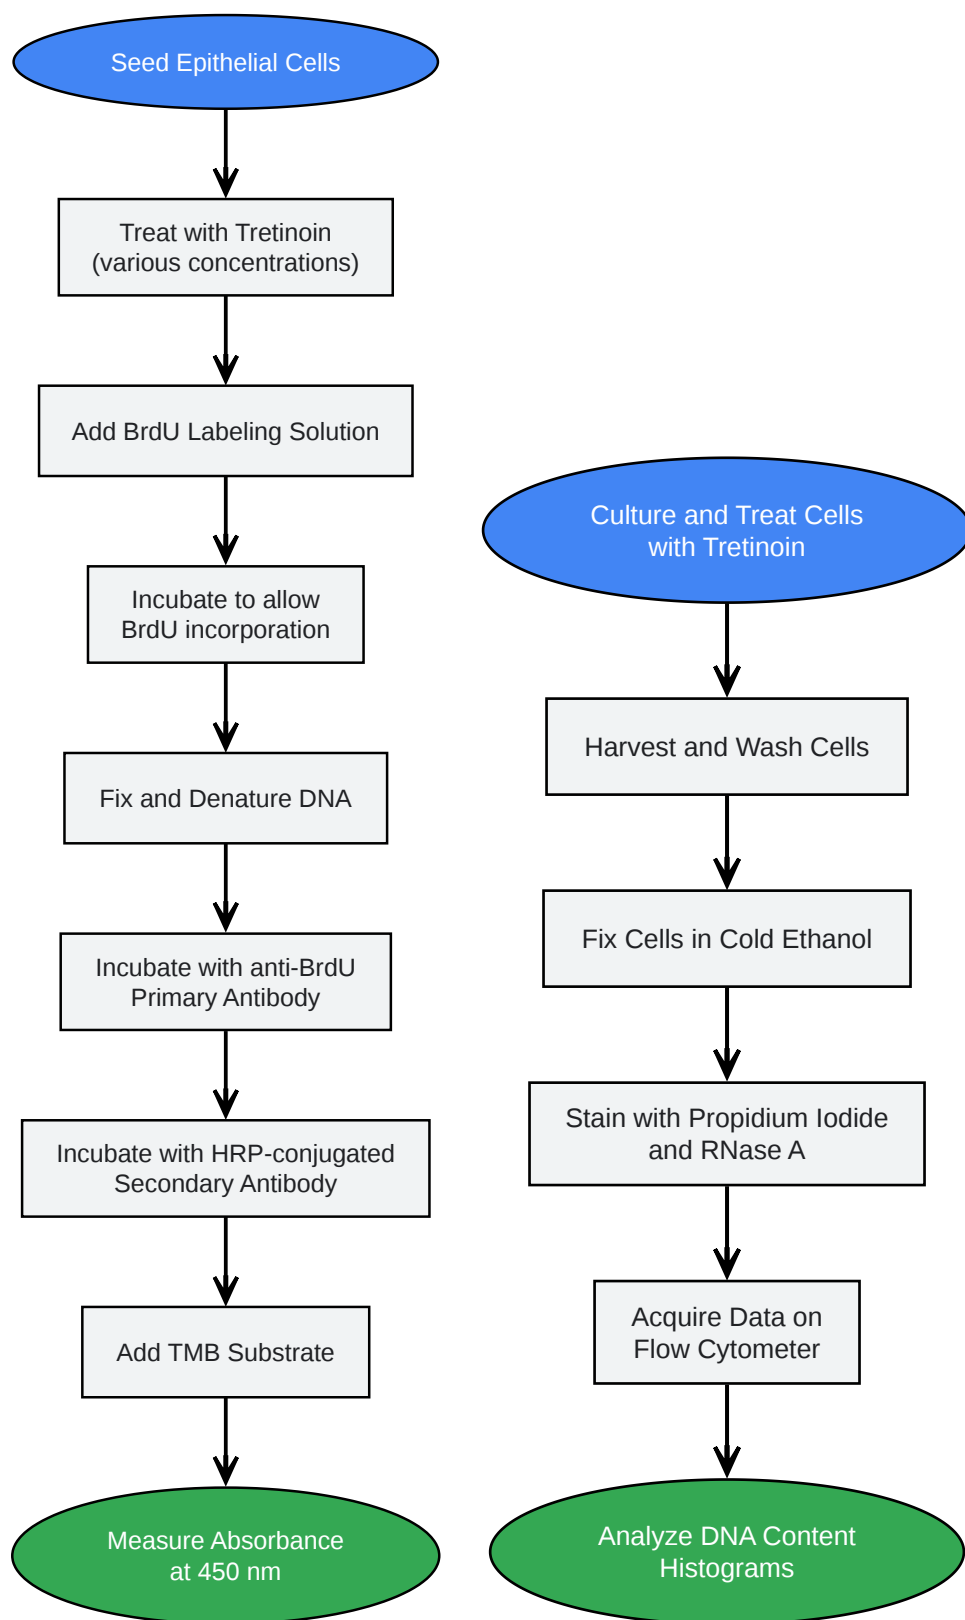 Seed Epithelial Cells
Treat with Tretinoin
(various concentrations)
Add BrdU Labeling Solution
Incubate to allow
BrdU incorporation
Fix and Denature DNA
Incubate with anti-BrdU
Primary Antibody
Incubate with HRP-conjugated
Secondary Antibody
Add TMB Substrate
Measure Absorbance
at 450 nm
Culture and Treat Cells
with Tretinoin
Harvest and Wash Cells
Fix Cells in Cold Ethanol
Stain with Propidium Iodide
and RNase A
Acquire Data on
Flow Cytometer
Analyze DNA Content
Histograms